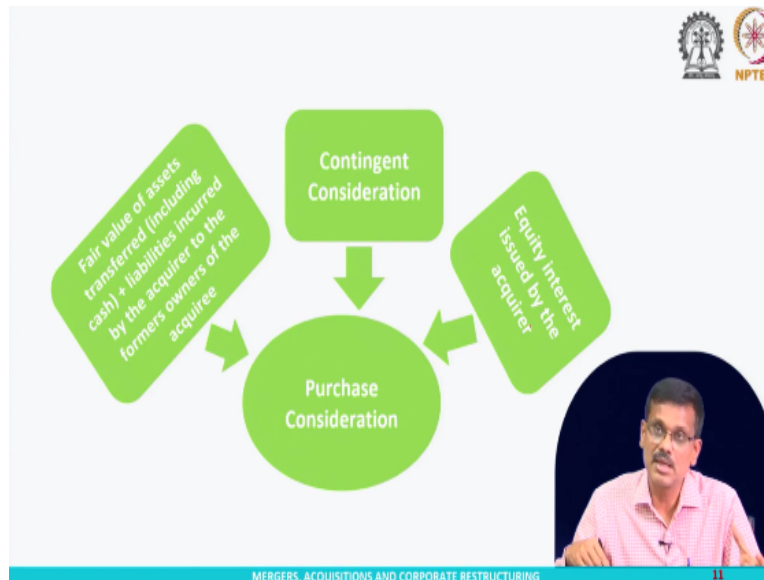 NPTE
Fair value of assets
transferred (including
cash) + liabilities incurred
by the acquirer to the
formers owners of the
acquiree
Contingent
Consideration
Equity interest
issued by the
acquirer
Purchase
Consideration
MERGERS, ACQUISITIONS AND CORPORATE RESTRUCTURING
11